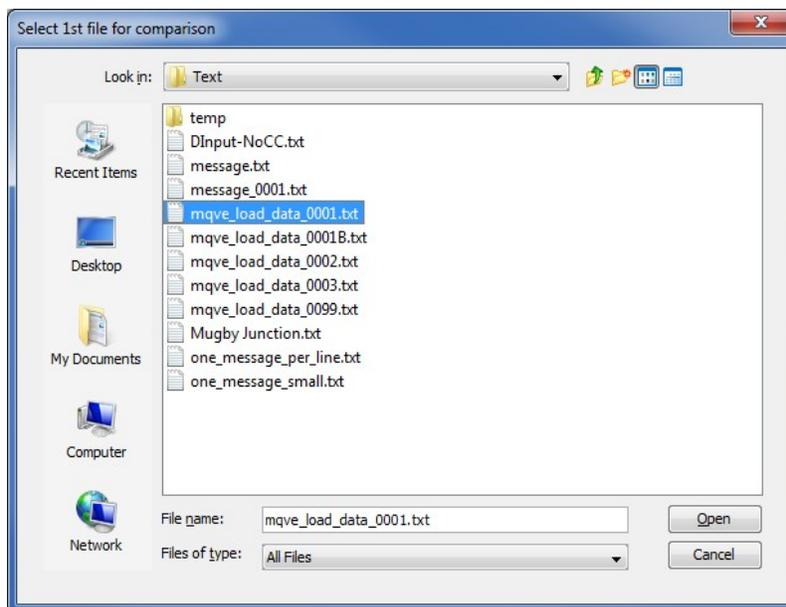 Select 1st file for comparison
Look in:
Text
Recent Items
Desktop
My Documents
Computer
Network
temp
DInput-NoCC.txt
message.txt
message_0001.txt
mqve_load_data_0001.txt
mqve_load_data_0001B.txt
mqve_load_data_0002.txt
mqve_load_data_0003.txt
mqve_load_data_0099.txt
Mugby Junction.txt
one_message_per_line.txt
one_message_small.txt
File name:
mqve_load_data_0001.txt
Open
Files of type:
All Files
Cancel